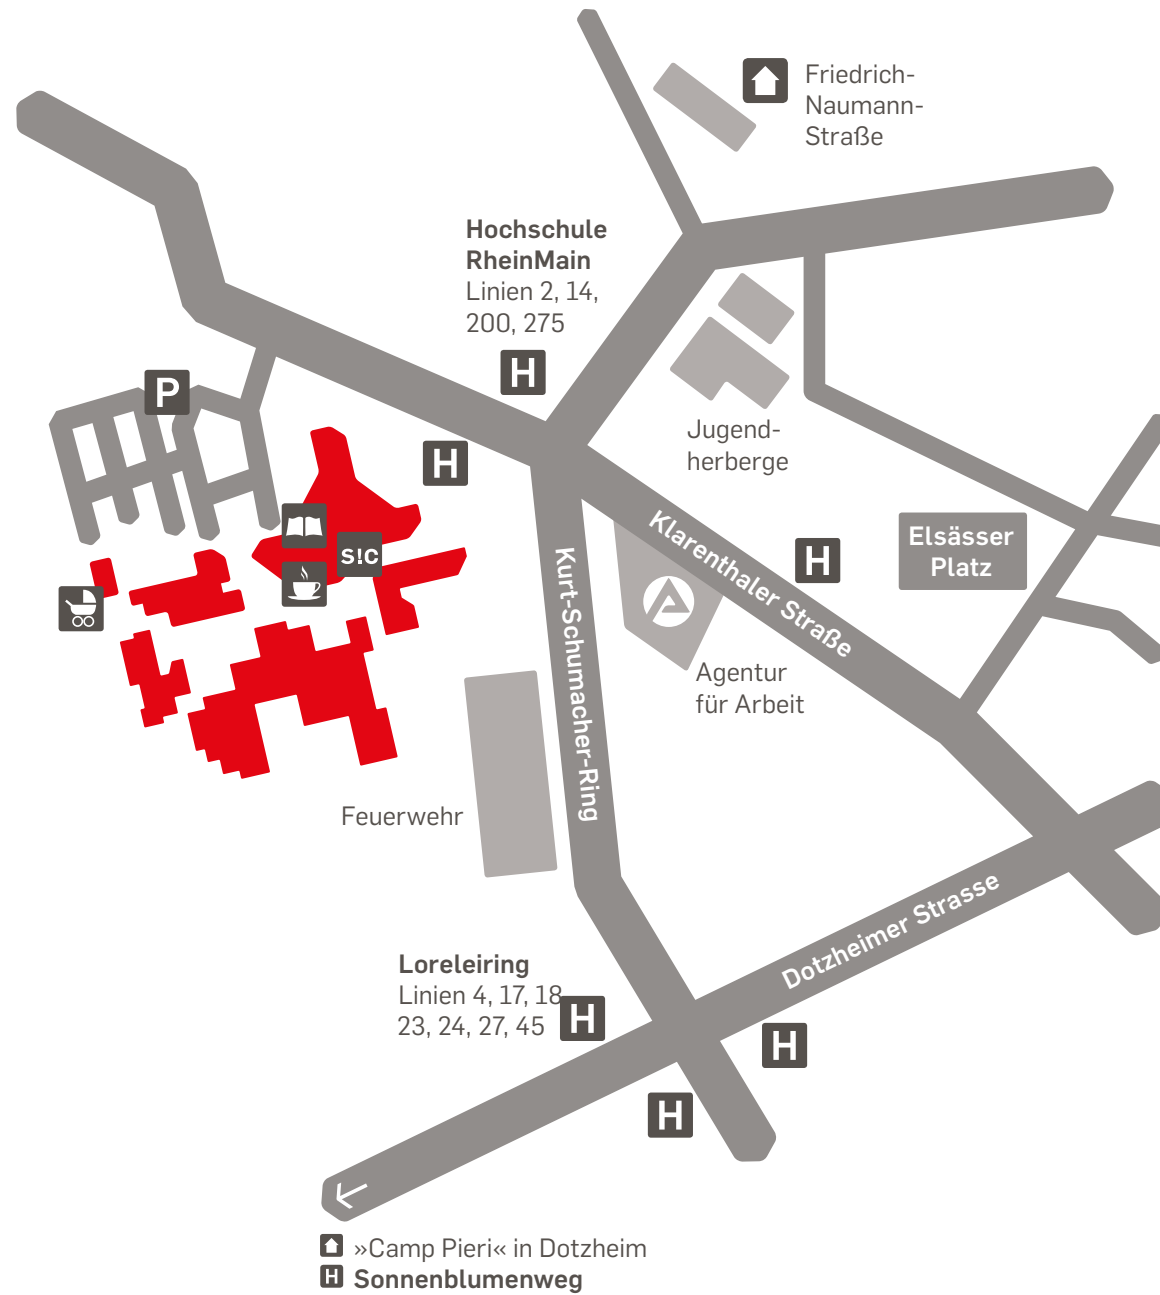 Friedrich-
Naumann-
Straße
Hochschule
RheinMain
Linien 2, 14,
200, 275
H
P
H
Jugend-
herberge
S!C
Klarenthaler Straße
H
Elsässer
Platz
Kurt-Schumacher-Ring
Agentur
für Arbeit
Feuerwehr
Dotzheimer Strasse
Loreleiring
Linien 4, 17, 18
23, 24, 27, 45
H
H
H
»Camp Pieri« in Dotzheim
H Sonnenblumenweg